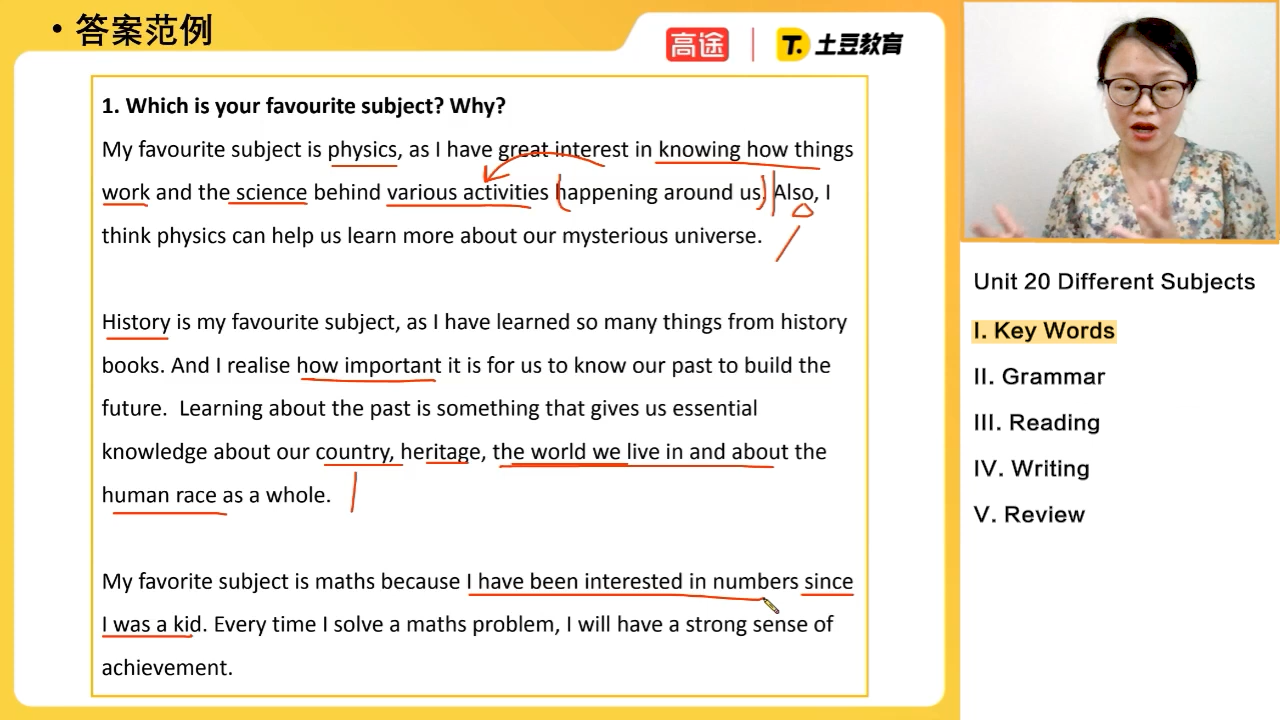 • 答案范例
高途
T. 土豆教育
1. Which is your favourite subject? Why?
My favourite subject is physics, as I have great interest in knowing how things
work and the science behind various activities happening around us. Also, I
think physics can help us learn more about our mysterious universe.
History is my favourite subject, as I have learned so many things from history
books. And I realise how important it is for us to know our past to build the
future.  Learning about the past is something that gives us essential
knowledge about our country, heritage, the world we live in and about the
human race as a whole.
My favorite subject is maths because I have been interested in numbers since
I was a kid. Every time I solve a maths problem, I will have a strong sense of
achievement.
Unit 20 Different Subjects
I. Key Words
II. Grammar
III. Reading
IV. Writing
V. Review